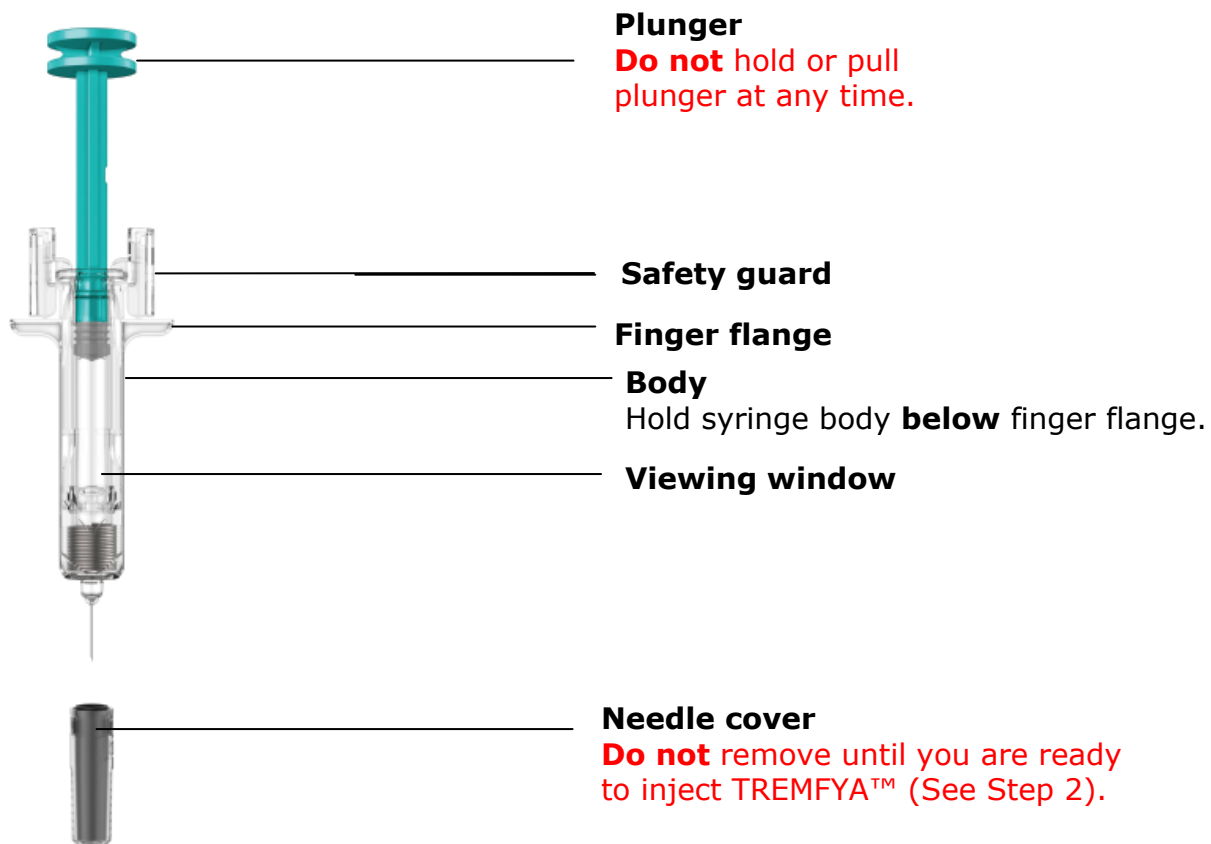 Plunger
Do not hold or pull
plunger at any time.
Safety guard
Finger flange
Body
Hold syringe body below finger flange.
Viewing window
Needle cover
Do not remove until you are ready
to inject TREMFYA™ (See Step 2).